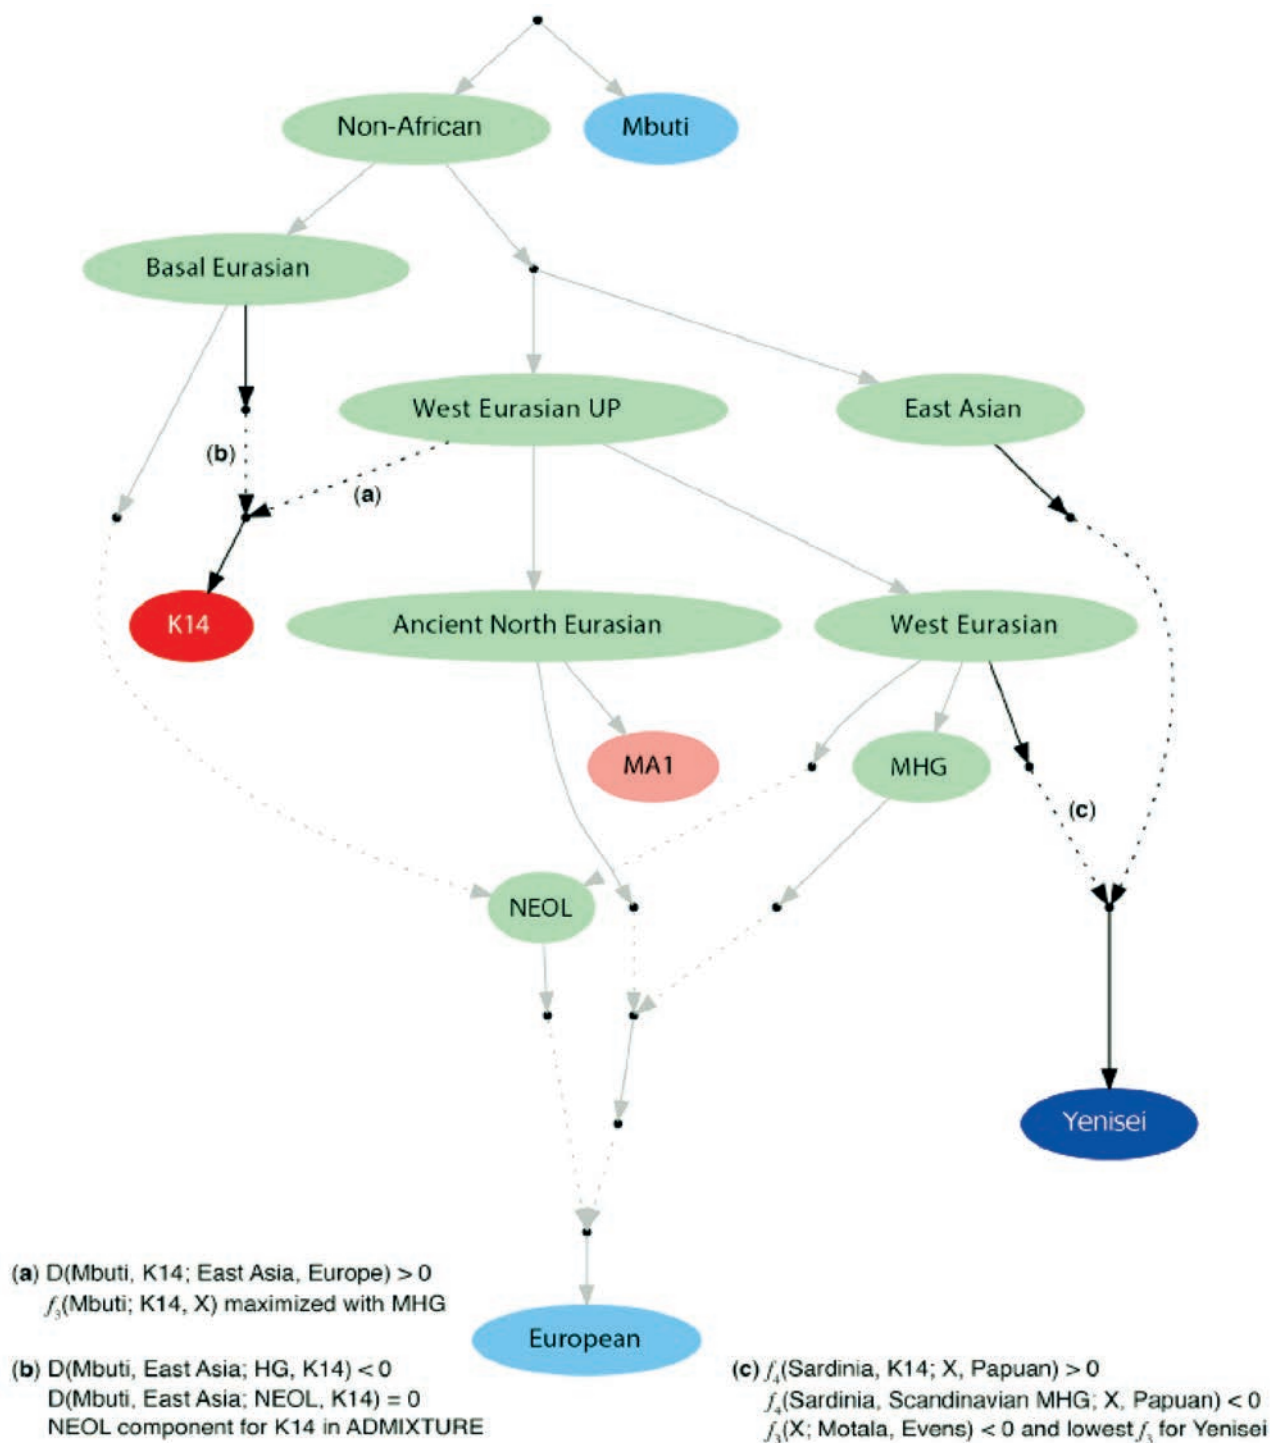 Non-African
Mbuti
Basal Eurasian
West Eurasian UP
East Asian
(b)
(a)
K14
Ancient North Eurasian
West Eurasian
MA1
MHG
(c)
NEOL
Yenisei
European
(a) D(Mbuti, K14; East Asia, Europe) > 0
f₃(Mbuti; K14, X) maximized with MHG
(b) D(Mbuti, East Asia; HG, K14) < 0
D(Mbuti, East Asia; NEOL, K14) = 0
NEOL component for K14 in ADMIXTURE
(c) f₄(Sardinia, K14; X, Papuan) > 0
f₄(Sardinia, Scandinavian MHG; X, Papuan) < 0
f₃(X; Motala, Evens) < 0 and lowest f₃ for Yenisei